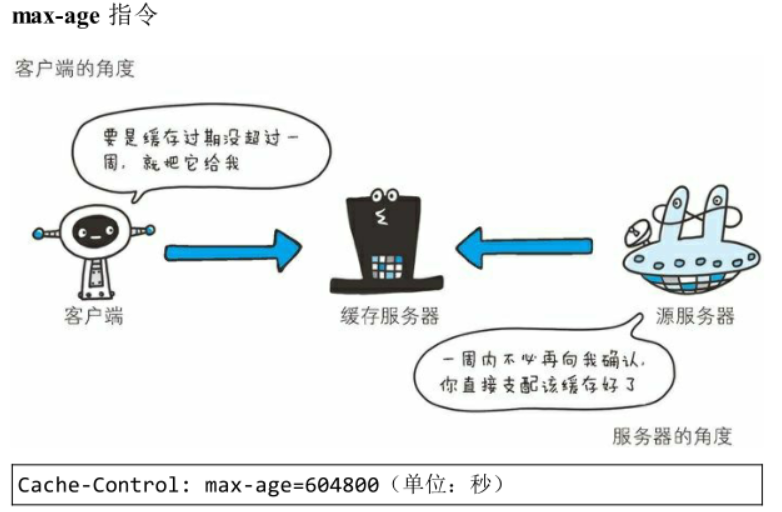 max-age 指令
客户端的角度
要是缓存过期没超过一
周，就把它给我
客户端
缓存服务器
源服务器
一周内不必再向我确认，
你直接支配该缓存好了
服务器的角度
Cache-Control: max-age=604800（单位：秒）